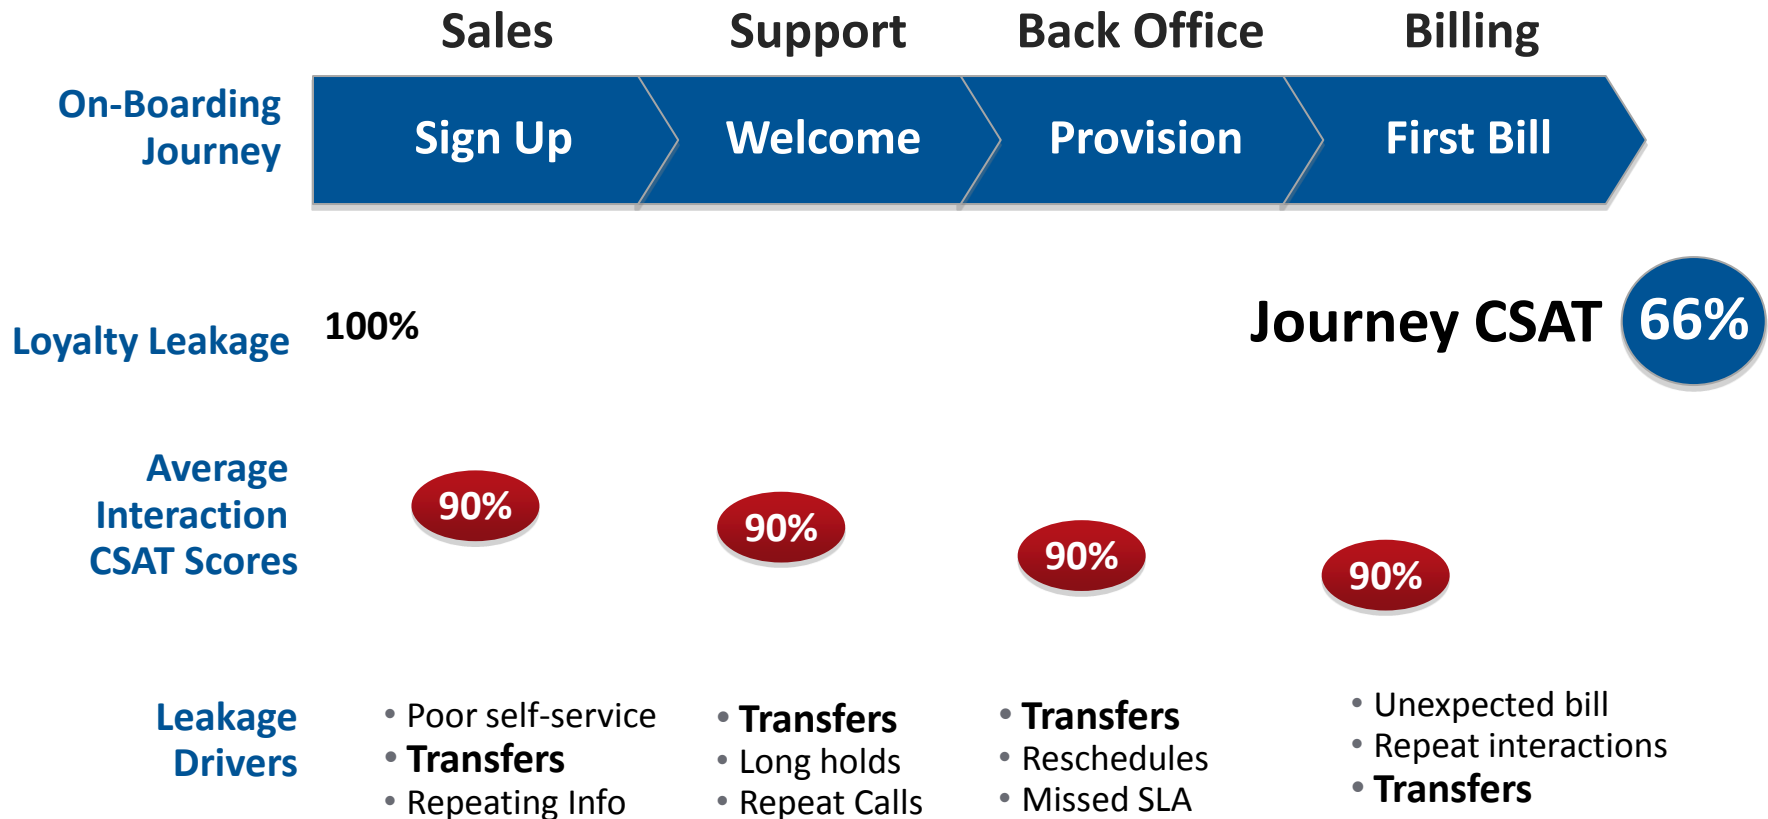 Sales Support Back Office Billing
On-Boarding
Journey
Sign Up Welcome Provision First Bill
Loyalty Leakage 100% Journey CSAT 66%
Average
Interaction
CSAT Scores
90% 90% 90% 90%
Leakage
Drivers
• Poor self-service
• Transfers
• Repeating Info
• Transfers
• Long holds
• Repeat Calls
• Transfers
• Reschedules
• Missed SLA
• Unexpected bill
• Repeat interactions
• Transfers